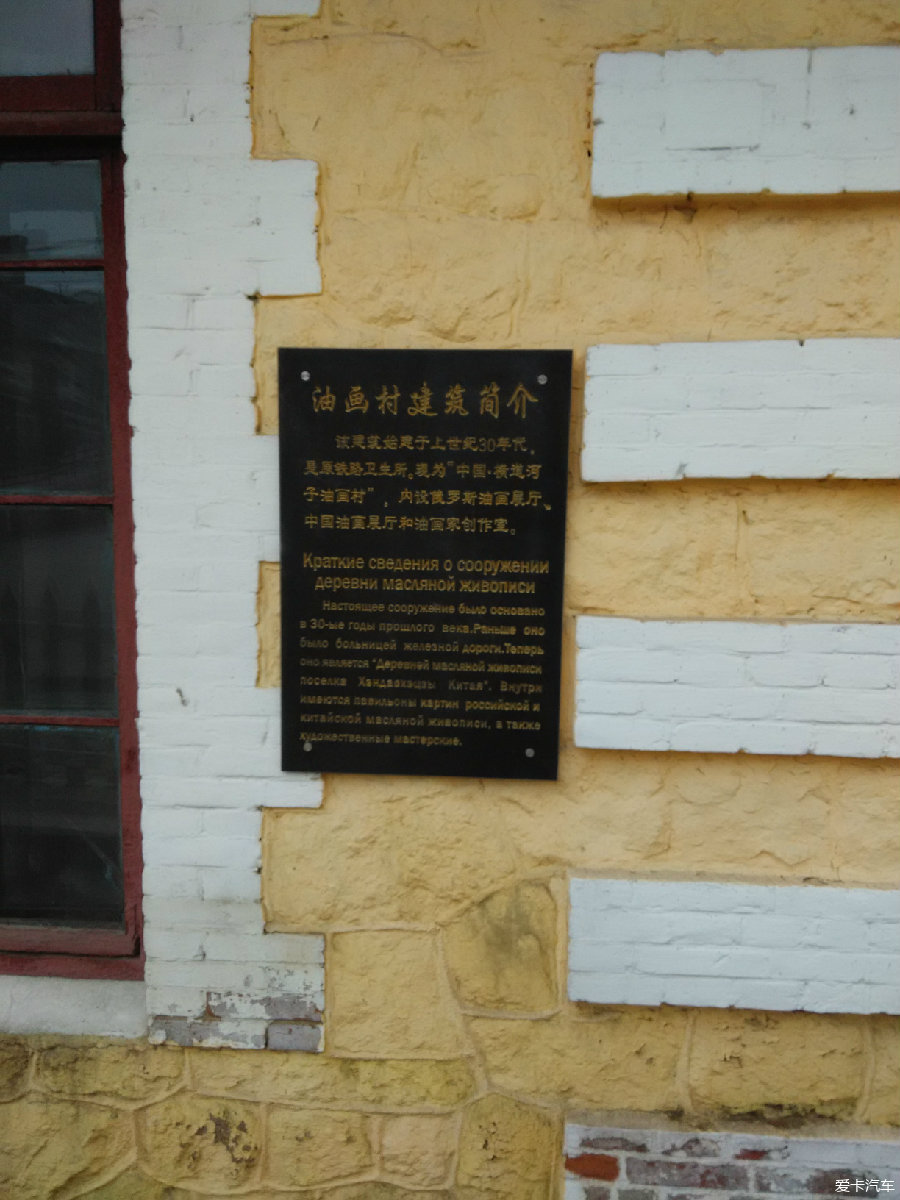 油画村建筑简介
该建筑始建于上世纪30年代,
是原铁路卫生所。现为"中国·横道河
子油画村",内设俄罗斯油画展厅、
中国油画展厅和油画家创作室。
Краткие сведения о сооружении
деревни масляной живописи
Настоящее сооружение было основано
в 30-ые годы прошлого века.Раньше оно
было больницей железной дороги.Теперь
оно является "Деревней масляной живописи
поселка Хандаохэцзы Китая". Внутри
имеются павильоны картин российской и
китайской масляной живописи, а также
художественные мастерские.
爱卡汽车